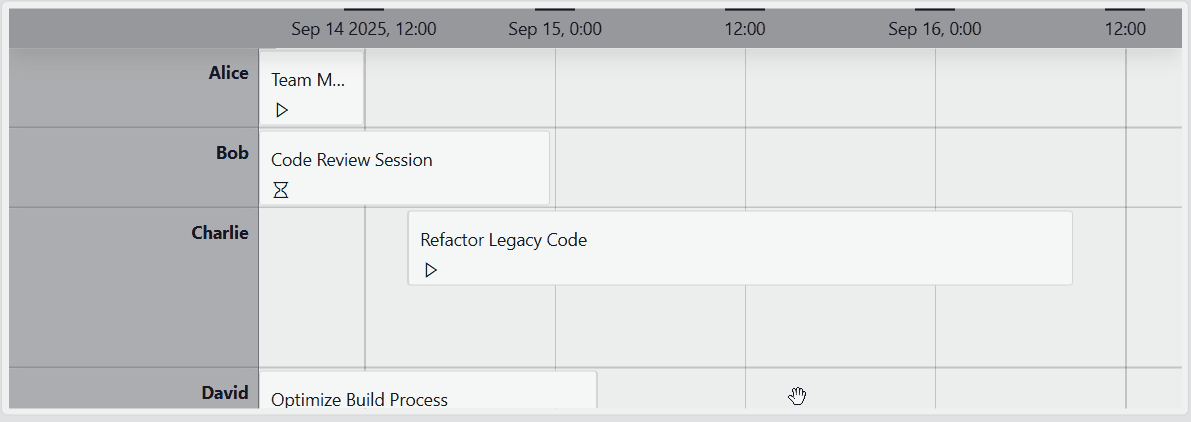 Sep 14 2025, 12:00 Sep 15, 0:00 12:00 Sep 16, 0:00 12:00
Alice
Team M...
Bob
Code Review Session
Charlie
Refactor Legacy Code
David
Optimize Build Process